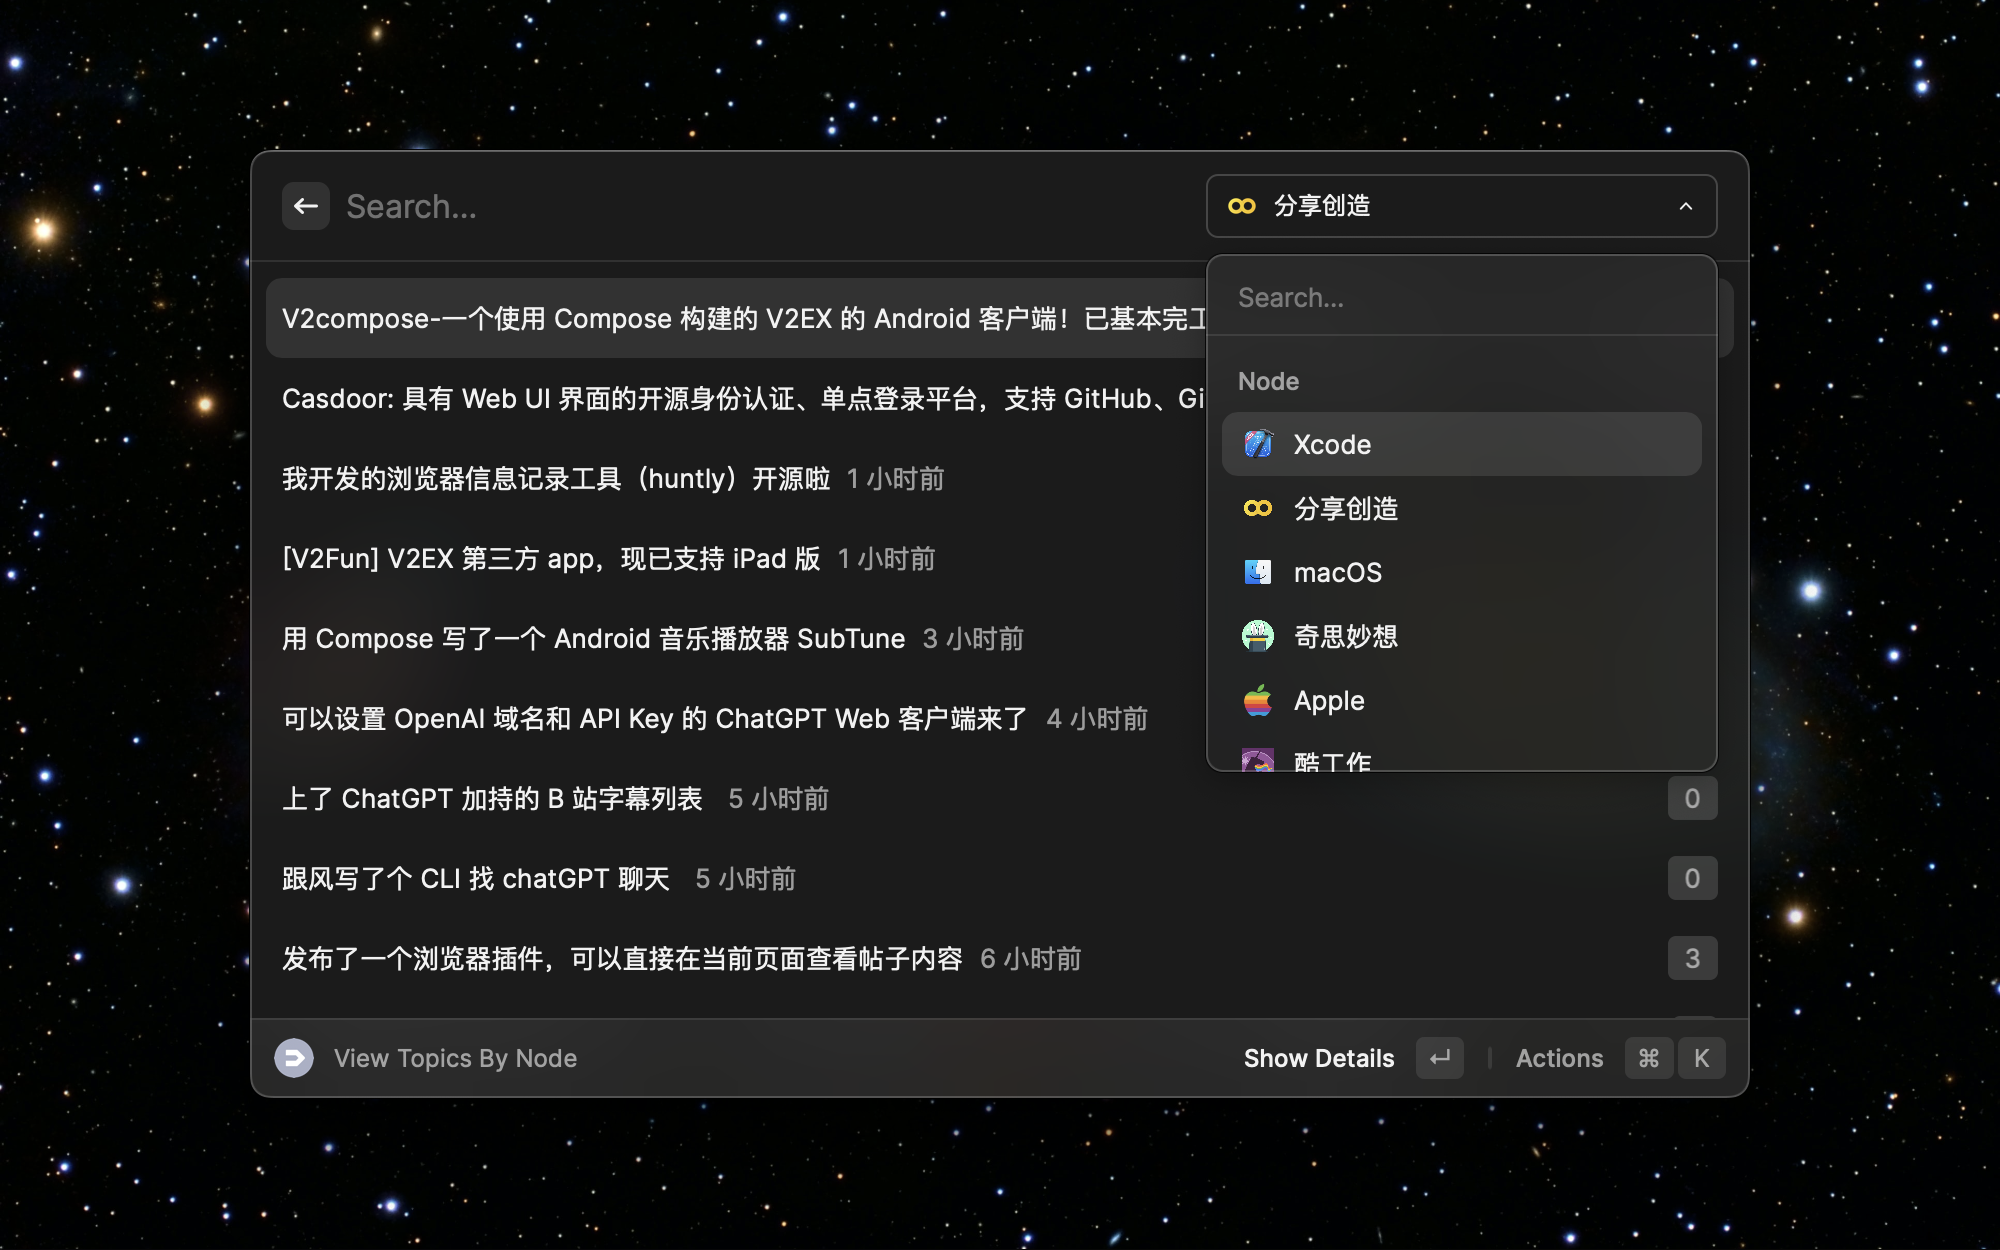 Search...
分享创造
Search...
Node
Xcode
分享创造
macOS
奇思妙想
Apple
酷工作
V2compose-一个使用 Compose 构建的 V2EX 的 Android 客户端！已基本完工
Casdoor: 具有 Web UI 界面的开源身份认证、单点登录平台，支持 GitHub、Gi
我开发的浏览器信息记录工具（huntly）开源啦 1 小时前
[V2Fun] V2EX 第三方 app，现已支持 iPad 版 1 小时前
用 Compose 写了一个 Android 音乐播放器 SubTune 3 小时前
可以设置 OpenAI 域名和 API Key 的 ChatGPT Web 客户端来了 4 小时前
上了 ChatGPT 加持的 B 站字幕列表 5 小时前 0
跟风写了个 CLI 找 chatGPT 聊天 5 小时前 0
发布了一个浏览器插件，可以直接在当前页面查看帖子内容 6 小时前 3
View Topics By Node Show Details ↵ Actions ⌘ K